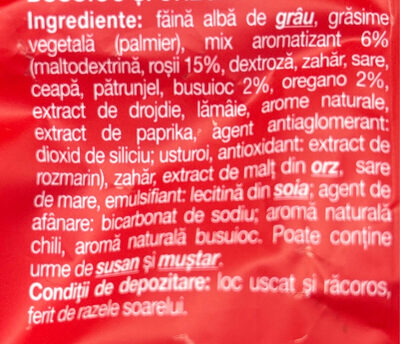 Ingrediente: făină albă de grâu, grăsime
vegetală (palmier), mix aromatizant 6%
(maltodextrină, roșii 15%, dextroză, zahăr, sare,
ceapă, pătrunjel, busuioc 2%, oregano 2%,
extract de drojdie, lămâie, arome naturale,
extract de paprika, agent antiaglomerant:
dioxid de siliciu; usturoi, antioxidant: extract de
rozmarin), zahăr, extract de malț din orz, sare
de mare, emulsifiant: lecitină din soia; agent de
afânare: bicarbonat de sodiu; aromă naturală
chili, aromă naturală busuioc. Poate conține
urme de susan și muștar.
Condiții de depozitare: loc uscat și răcoros,
ferit de razele soarelui.